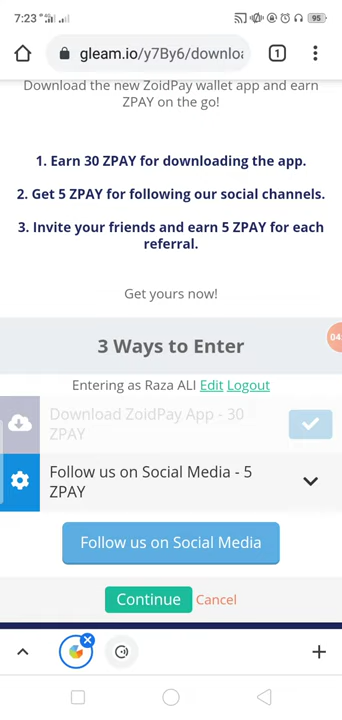 7:23
95
gleam.io/y7By6/downloa
1
Download the new ZoidPay wallet app and earn
ZPAY on the go!
1. Earn 30 ZPAY for downloading the app.
2. Get 5 ZPAY for following our social channels.
3. Invite your friends and earn 5 ZPAY for each
referral.
Get yours now!
3 Ways to Enter
04
Entering as Raza ALI Edit Logout
Download ZoidPay App - 30
ZPAY
Follow us on Social Media - 5
ZPAY
Follow us on Social Media
Continue Cancel